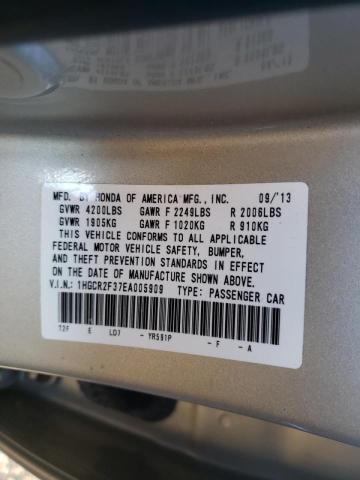 MFD. BY HONDA OF AMERICA MFG., INC. 09/'13
GVWR 4200LBS GAWR F 2249LBS R 2006LBS
GVWR 1905KG GAWR F 1020KG R 910KG
THIS VEHICLE CONFORMS TO ALL APPLICABLE
FEDERAL MOTOR VEHICLE SAFETY, BUMPER,
AND THEFT PREVENTION STANDARDS IN EFFECT
ON THE DATE OF MANUFACTURE SHOWN ABOVE.
V.I.N.: 1HGCR2F37EA005909 TYPE: PASSENGER CAR
T2F E LD7 - YR591P - F - A